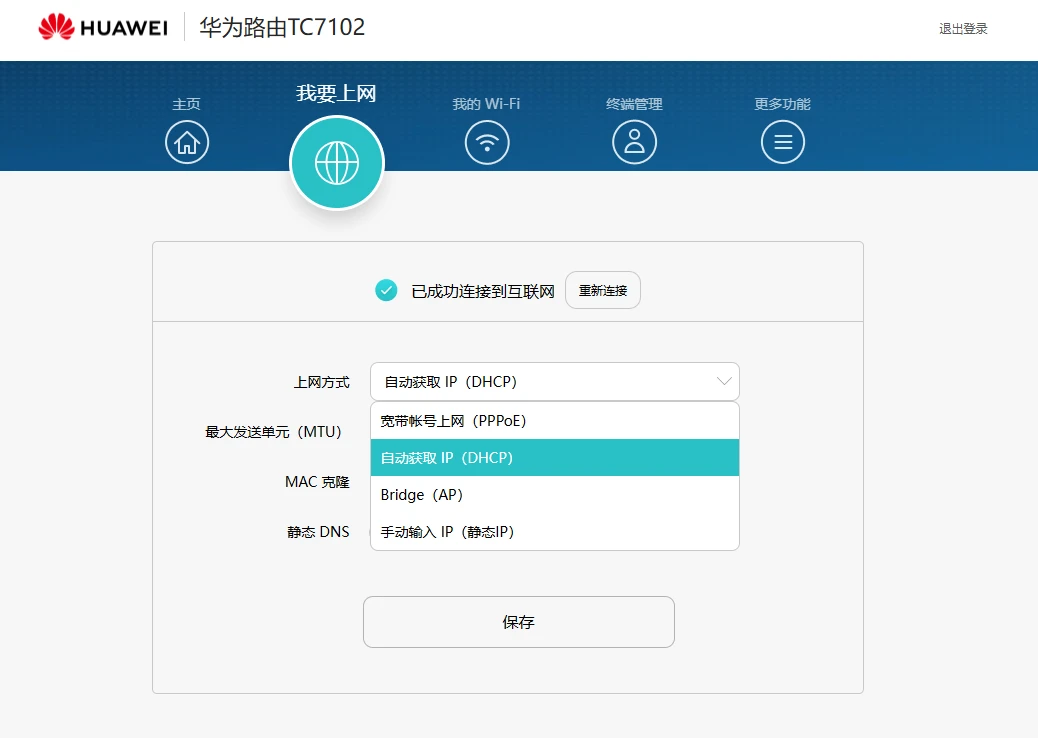 HUAWEI 华为路由TC7102 退出登录
主页 我要上网 我的 Wi-Fi 终端管理 更多功能
已成功连接到互联网 重新连接
上网方式 自动获取 IP（DHCP）
宽带帐号上网（PPPoE）
最大发送单元（MTU）
自动获取 IP（DHCP）
MAC 克隆
Bridge（AP）
静态 DNS 手动输入 IP（静态IP）
保存